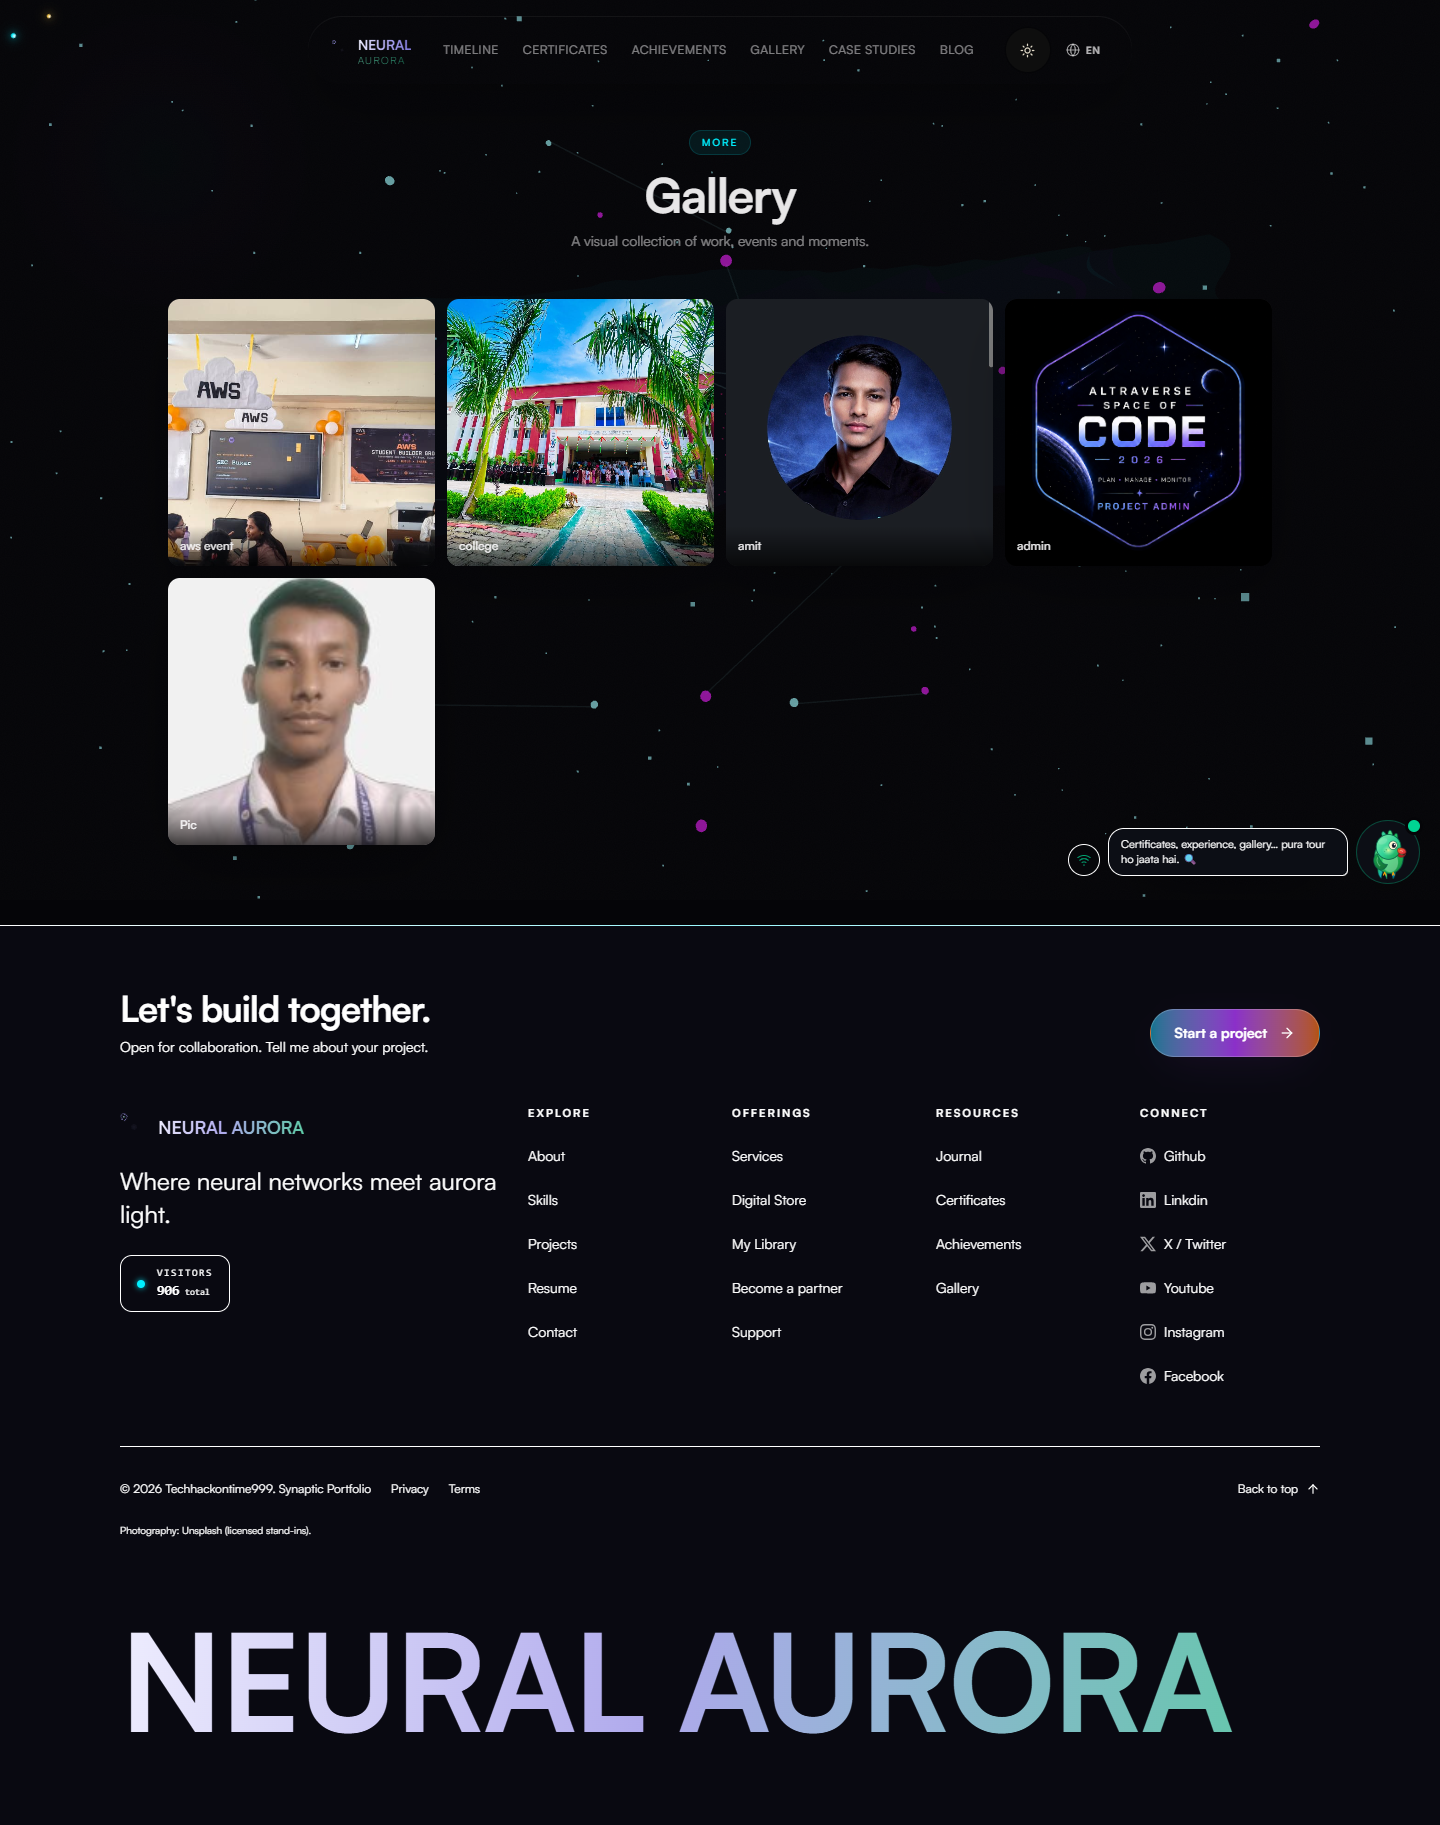 NEURAL
AURORA
TIMELINE
CERTIFICATES
ACHIEVEMENTS
GALLERY
CASE STUDIES
BLOG
EN
MORE
Gallery
A visual collection of work, events and moments.
AWS
AWS
AWS
aws event
college
amit
ALTRAVERSE
SPACE OF
CODE
2026
PLAN • MANAGE • MONITOR
PROJECT ADMIN
admin
Pic
Certificates, experience, gallery... pura tour
ho jaata hai. 🔍
Let's build together.
Open for collaboration. Tell me about your project.
Start a project →
NEURAL AURORA
Where neural networks meet aurora
light.
VISITORS
906 total
EXPLORE
About
Skills
Projects
Resume
Contact
OFFERINGS
Services
Digital Store
My Library
Become a partner
Support
RESOURCES
Journal
Certificates
Achievements
Gallery
CONNECT
Github
Linkdin
X / Twitter
Youtube
Instagram
Facebook
© 2026 Techhackontime999. Synaptic Portfolio
Privacy
Terms
Back to top ↑
Photography: Unsplash (licensed stand-ins).
NEURAL AURORA